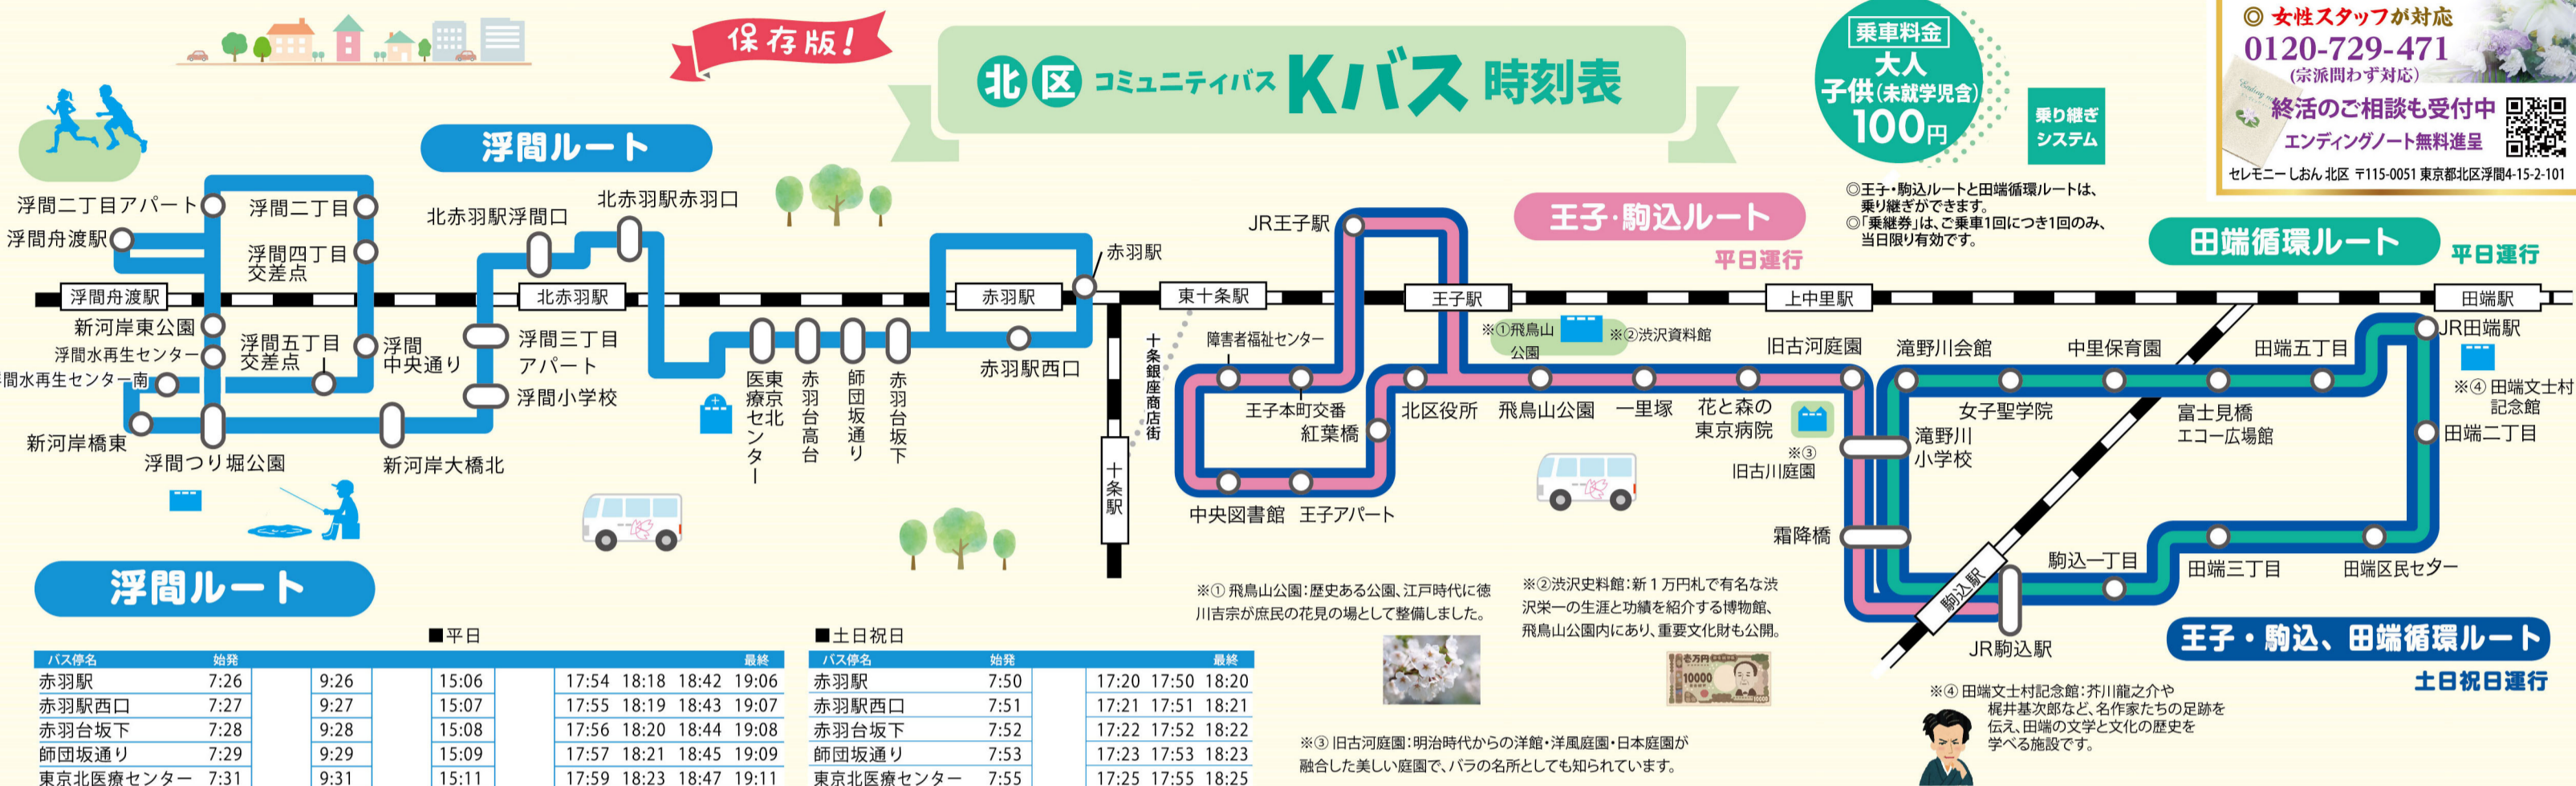 保存版!
北区 コミュニティバス Kバス 時刻表
乗車料金
大人
子供(未就学児含)
100円
乗り継ぎ
システム
◎王子・駒込ルートと田端循環ルートは、
乗り継ぎができます。
◎「乗継券」は、ご乗車1回につき1回のみ、
当日限り有効です。
◎ 女性スタッフが対応
0120-729-471
(宗派問わず対応)
終活のご相談も受付中
エンディングノート無料進呈
セレモニーしおん 北区 〒115-0051 東京都北区浮間4-15-2-101
浮間ルート
浮間二丁目アパート
浮間舟渡駅
浮間二丁目
浮間四丁目
交差点
北赤羽駅浮間口
北赤羽駅赤羽口
赤羽駅
浮間舟渡駅
北赤羽駅
赤羽駅
東十条駅
王子駅
上中里駅
田端駅
新河岸東公園
浮間水再生センター
間水再生センター南
新河岸橋東
浮間つり堀公園
浮間五丁目
交差点
浮間
中央通り
新河岸大橋北
浮間三丁目
アパート
浮間小学校
東京北
医療センター
赤羽台高台
師団坂通り
赤羽台坂下
赤羽駅西口
十条銀座商店街
十条駅
王子・駒込ルート
平日運行
JR王子駅
障害者福祉センター
王子本町交番
紅葉橋
中央図書館
王子アパート
北区役所
※①飛鳥山
公園
※②渋沢資料館
飛鳥山公園
一里塚
花と森の
東京病院
旧古河庭園
※③
旧古川庭園
霜降橋
滝野川
小学校
田端循環ルート
平日運行
滝野川会館
女子聖学院
中里保育園
富士見橋
エコー広場館
田端五丁目
JR田端駅
※④ 田端文士村
記念館
田端二丁目
田端区民セター
田端三丁目
駒込一丁目
駒込駅
JR駒込駅
王子・駒込、田端循環ルート
土日祝日運行
※① 飛鳥山公園:歴史ある公園、江戸時代に徳
川吉宗が庶民の花見の場として整備しました。
※②渋沢史料館:新1万円札で有名な渋
沢栄一の生涯と功績を紹介する博物館、
飛鳥山公園内にあり、重要文化財も公開。
10000
※③ 旧古河庭園:明治時代からの洋館・洋風庭園・日本庭園が
融合した美しい庭園で、バラの名所としても知られています。
※④ 田端文士村記念館:芥川龍之介や
梶井基次郎など、名作家たちの足跡を
伝え、田端の文学と文化の歴史を
学べる施設です。
浮間ルート
■平日
バス停名 始発 最終
赤羽駅 7:26 9:26 15:06 17:54 18:18 18:42 19:06
赤羽駅西口 7:27 9:27 15:07 17:55 18:19 18:43 19:07
赤羽台坂下 7:28 9:28 15:08 17:56 18:20 18:44 19:08
師団坂通り 7:29 9:29 15:09 17:57 18:21 18:45 19:09
東京北医療センター 7:31 9:31 15:11 17:59 18:23 18:47 19:11
■土日祝日
バス停名 始発 最終
赤羽駅 7:50 17:20 17:50 18:20
赤羽駅西口 7:51 17:21 17:51 18:21
赤羽台坂下 7:52 17:22 17:52 18:22
師団坂通り 7:53 17:23 17:53 18:23
東京北医療センター 7:55 17:25 17:55 18:25